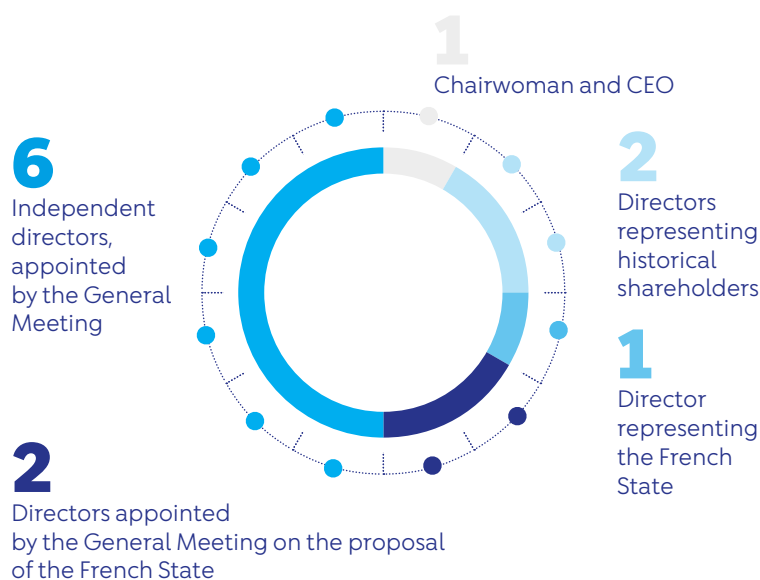 1
Chairwoman and CEO
2
Directors
representing
historical
shareholders
1
Director
representing
the French
State
2
Directors appointed
by the General Meeting on the proposal
of the French State
6
Independent
directors,
appointed
by the General
Meeting